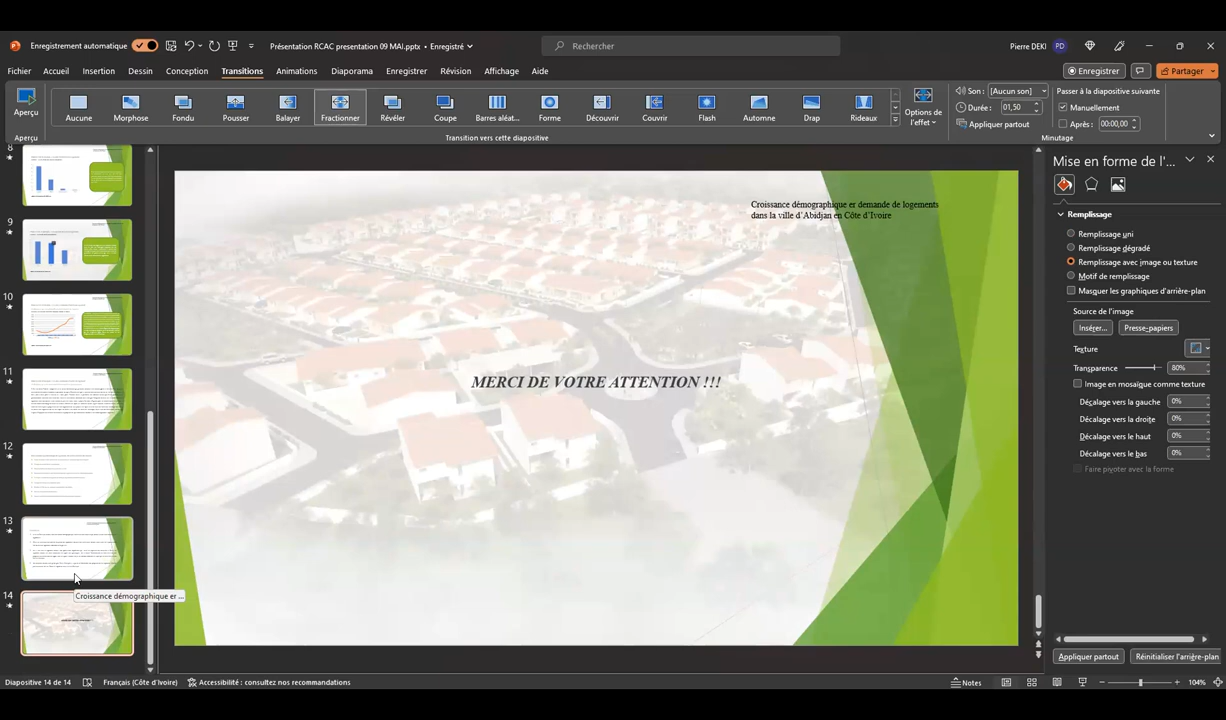 Enregistrement automatique
Présentation RCAC presentation 09 MAI.pptx • Enregistré
Rechercher
Pierre DEKI PD
Fichier Accueil Insertion Dessin Conception Transitions Animations Diaporama Enregistrer Révision Affichage Aide
Enregistrer
Partager
Aperçu
Aucune Morphose Fondu Pousser Balayer Fractionner Révéler Coupe Barres aléat... Forme Découvrir Couvrir Flash Automne Drap Rideaux
Options de
l'effet
Son : [Aucun son]
Durée : 01,50
Appliquer partout
Passer à la diapositive suivante
Manuellement
Après : 00:00,00
Aperçu
Transition vers cette diapositive
Minutage
8
9
10
11
12
13
14
Croissance démographique er ...
Croissance démographique er demande de logements
dans la ville d'Abidjan en Côte d'Ivoire
MERCI DE VOTRE ATTENTION !!!
Mise en forme de l'...
Remplissage
Remplissage uni
Remplissage dégradé
Remplissage avec image ou texture
Motif de remplissage
Masquer les graphiques d'arrière-plan
Source de l'image
Insérer... Presse-papiers
Texture
Transparence 80%
Image en mosaïque comme texture
Décalage vers la gauche 0%
Décalage vers la droite 0%
Décalage vers le haut 0%
Décalage vers le bas 0%
Faire pivoter avec la forme
Appliquer partout Réinitialiser l'arrière-plan
Diapositive 14 de 14 Français (Côte d'Ivoire) Accessibilité : consultez nos recommandations
Notes
104%